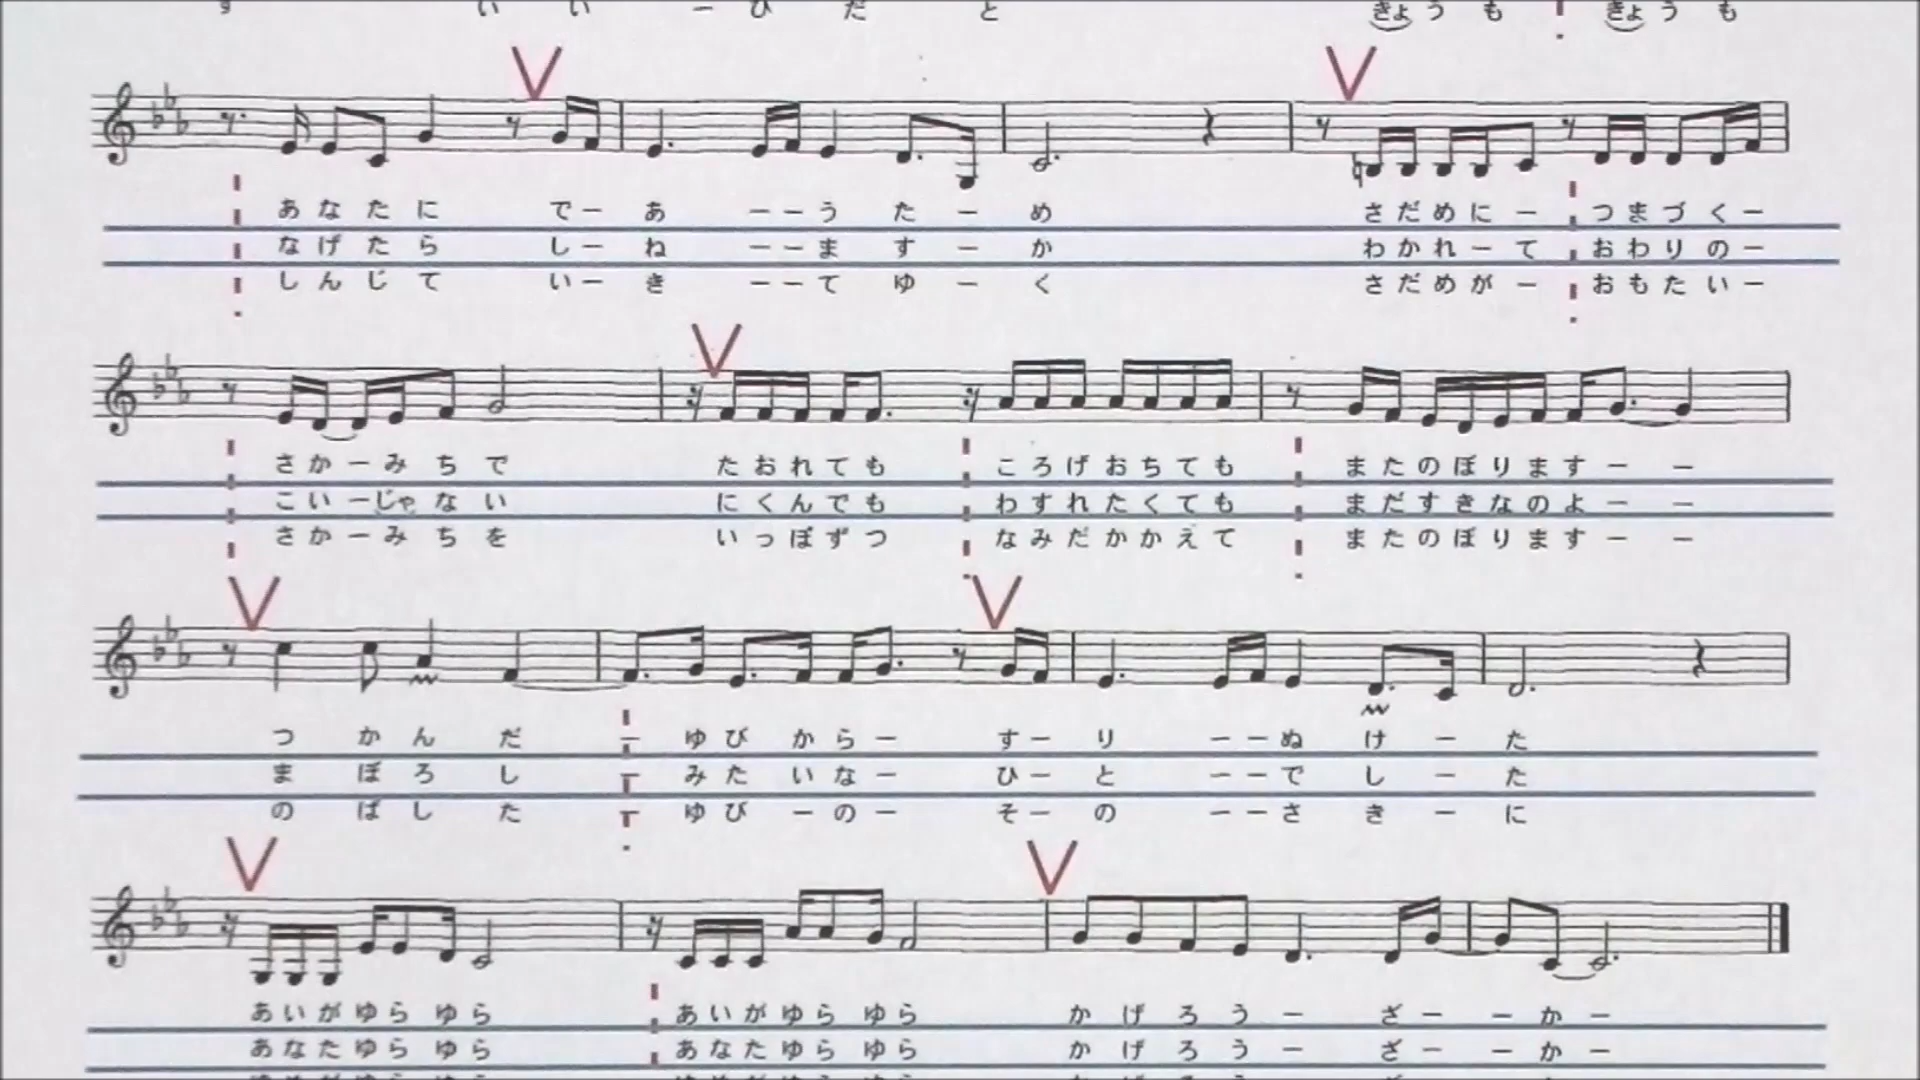 す い い ー ひ だ と きょ う も きょ う も
あ な た に で ー あ ー ー う た ー め さ だ め に ー つ ま づ く ー
な げ た ら し ー ね ー ー ま す ー か わ か れ ー て お わ り の ー
し ん じ て い ー き ー ー て ゆ ー く さ だ め が ー お も た い ー
さ か ー み ち で た お れ て も こ ろ げ お ち て も ま た の ぼ り ま す ー ー
こ い ー じゃ な い に く ん で も わ す れ た く て も ま だ す き な の よ ー ー
さ か ー み ち を い っ ぽ ず つ な み だ か か え て ま た の ぼ り ま す ー ー
つ か ん だ ー ゆ び か ら ー す ー り ー ー ぬ け ー た
ま ぼ ろ し ー み た い な ー ひ ー と ー ー で し ー た
の ば し た ー ゆ び ー の ー そ ー の ー ー さ き ー に
あ い が ゆ ら ゆ ら あ い が ゆ ら ゆ ら か げ ろ う ー ざ ー ー か ー
あ な た ゆ ら ゆ ら あ な た ゆ ら ゆ ら か げ ろ う ー ざ ー ー か ー